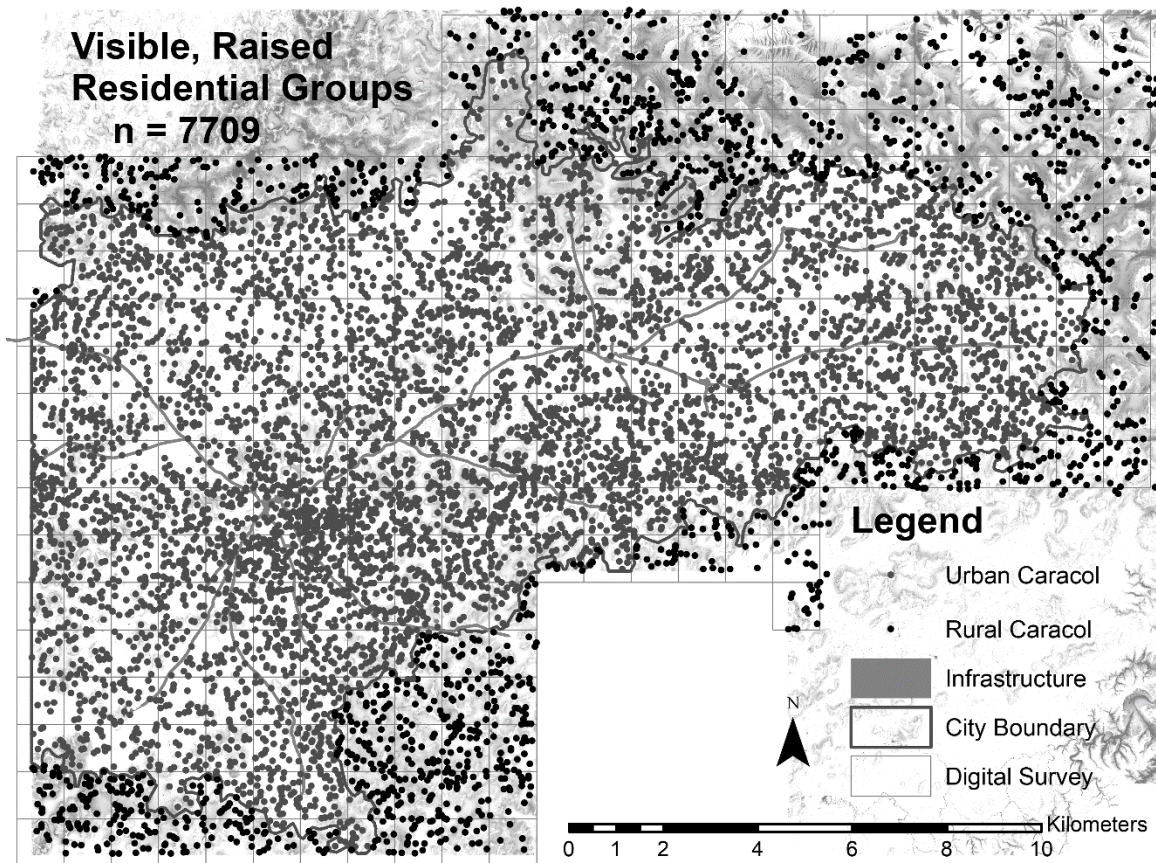 Visible, Raised
Residential Groups
n = 7709
Legend
Urban Caracol
Rural Caracol
Infrastructure
City Boundary
Digital Survey
N
Kilometers
0 1 2 4 6 8 10